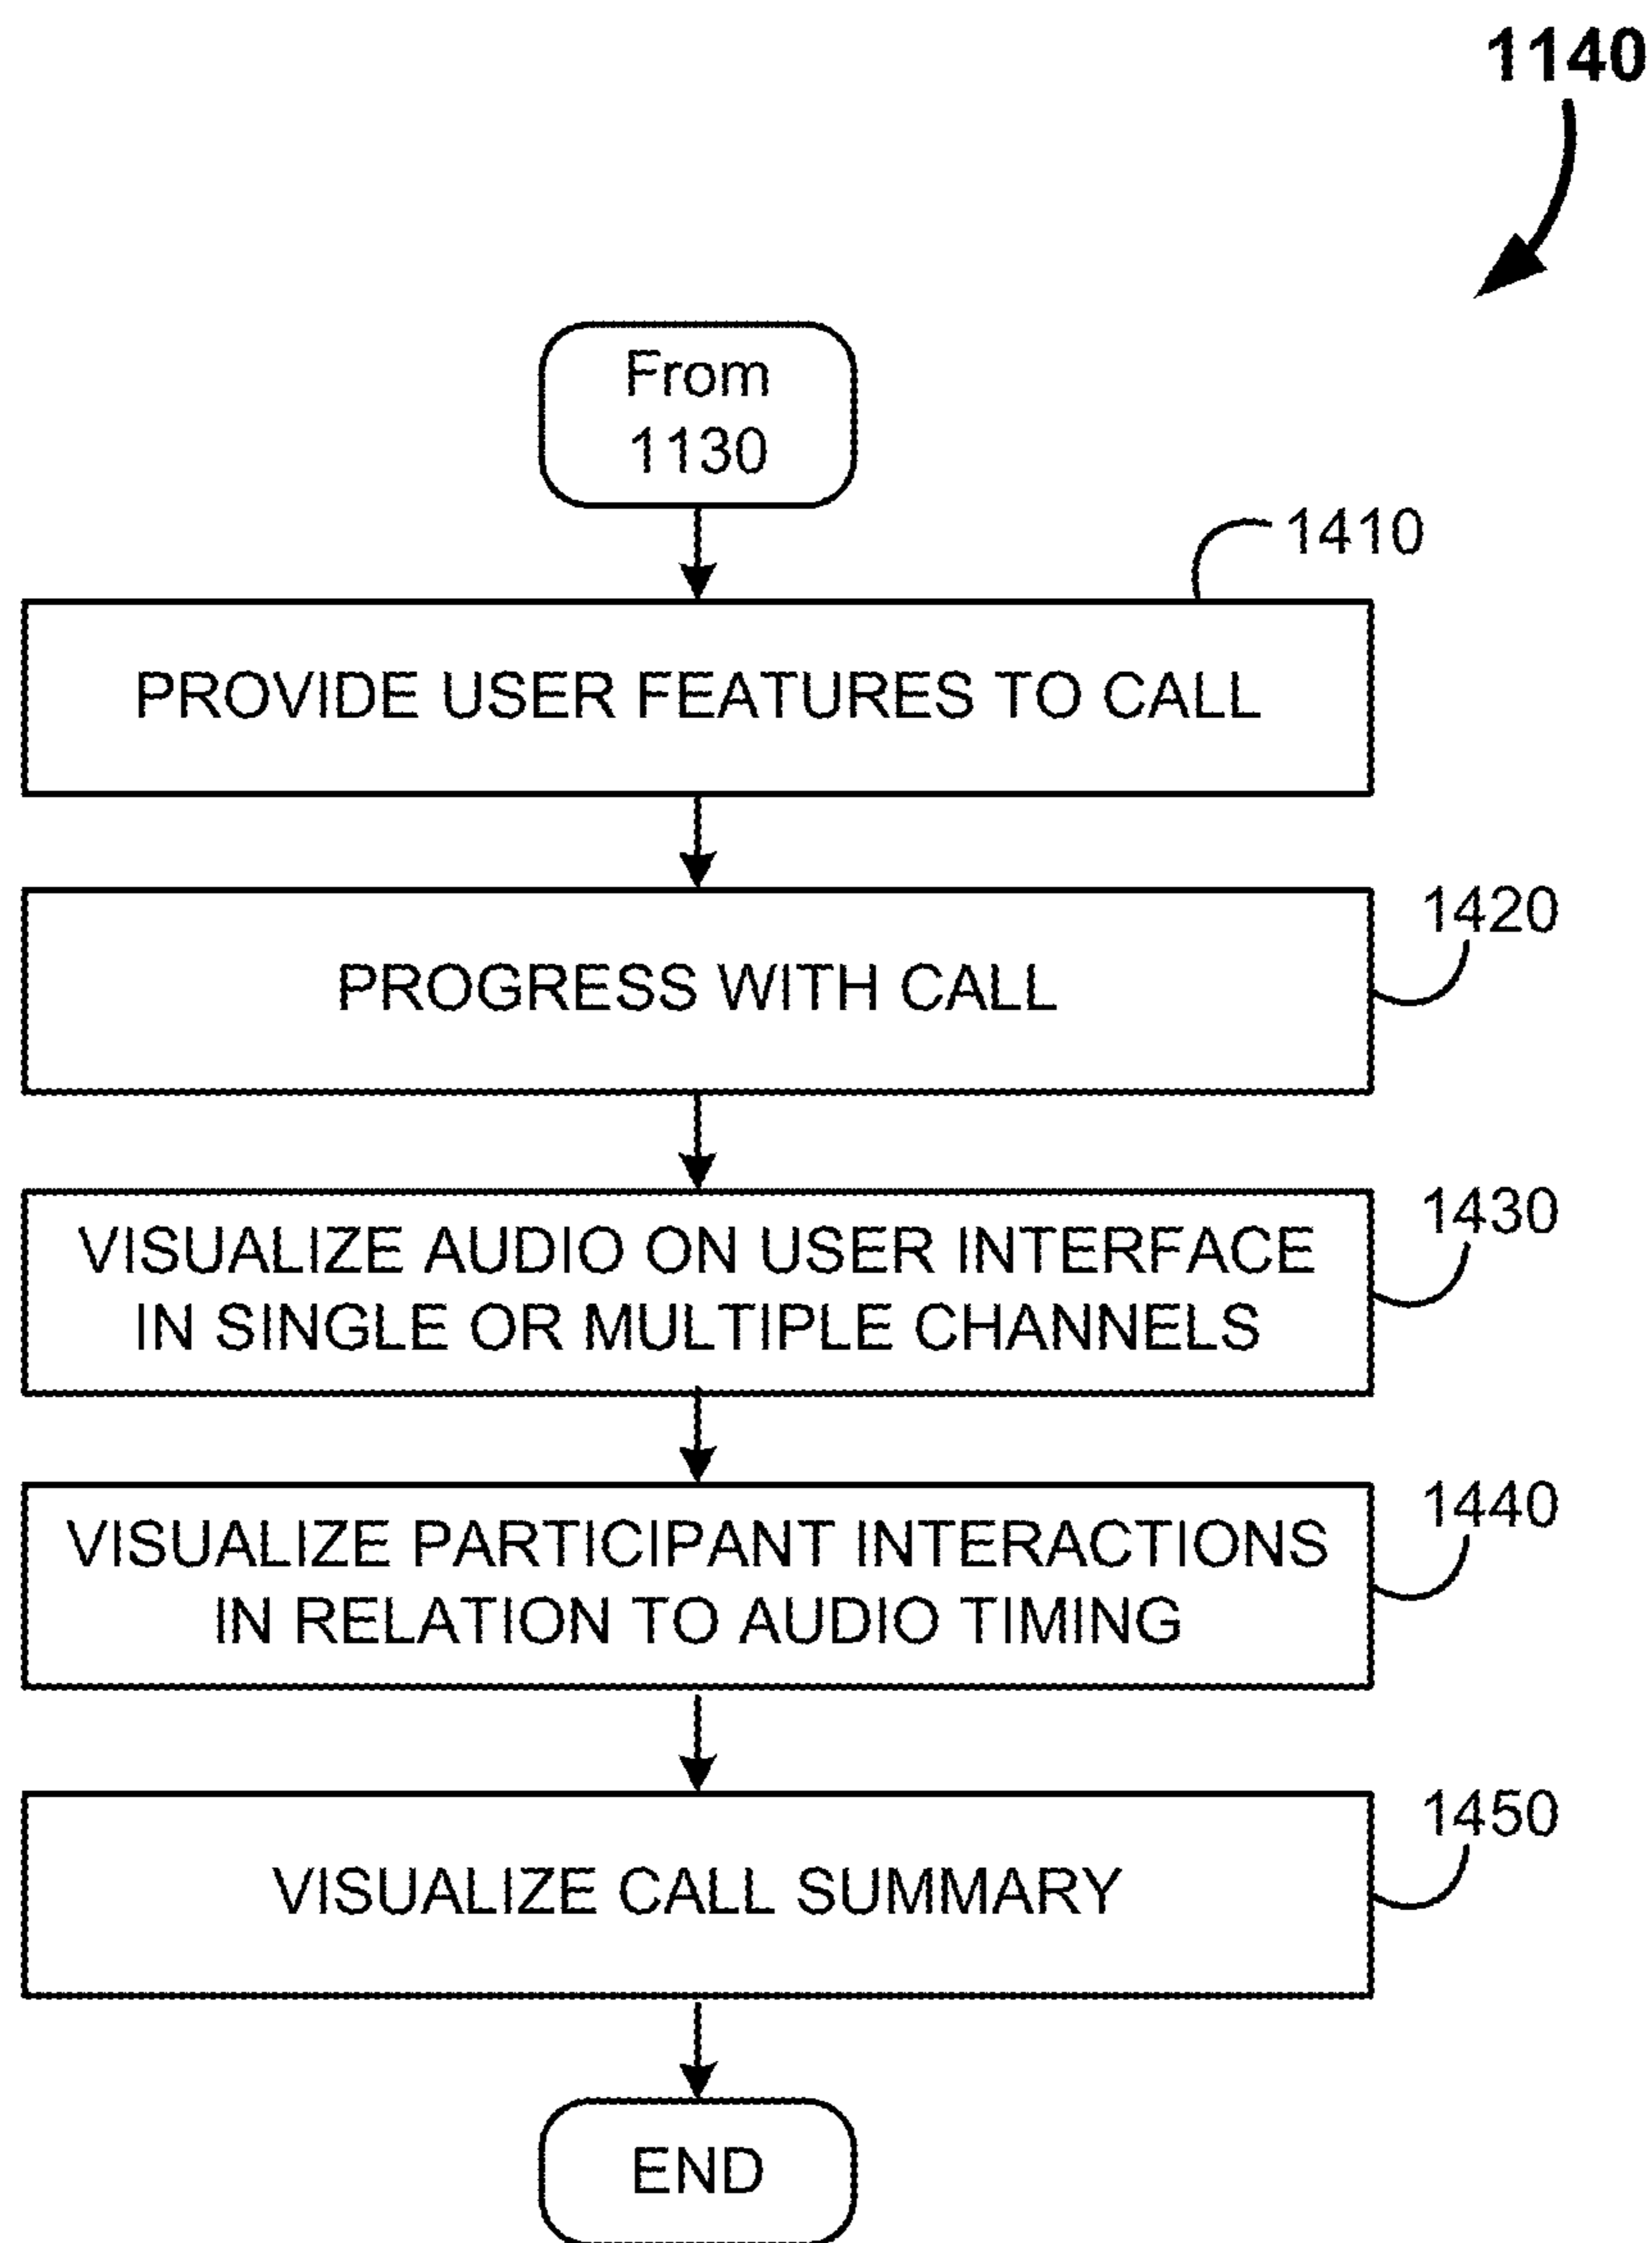 1140
From
1130
1410
PROVIDE USER FEATURES TO CALL
1420
PROGRESS WITH CALL
1430
VISUALIZE AUDIO ON USER INTERFACE
IN SINGLE OR MULTIPLE CHANNELS
1440
VISUALIZE PARTICIPANT INTERACTIONS
IN RELATION TO AUDIO TIMING
1450
VISUALIZE CALL SUMMARY
END